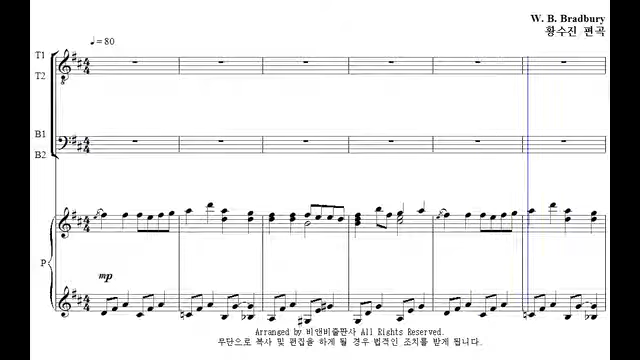 W. B. Bradbury
황수진 편곡
♩= 80
T1
T2
B1
B2
P
mp
Arranged by 비앤비출판사 All Rights Reserved.
무단으로 복사 및 편집을 하게 될 경우 법적인 조치를 받게 됩니다.